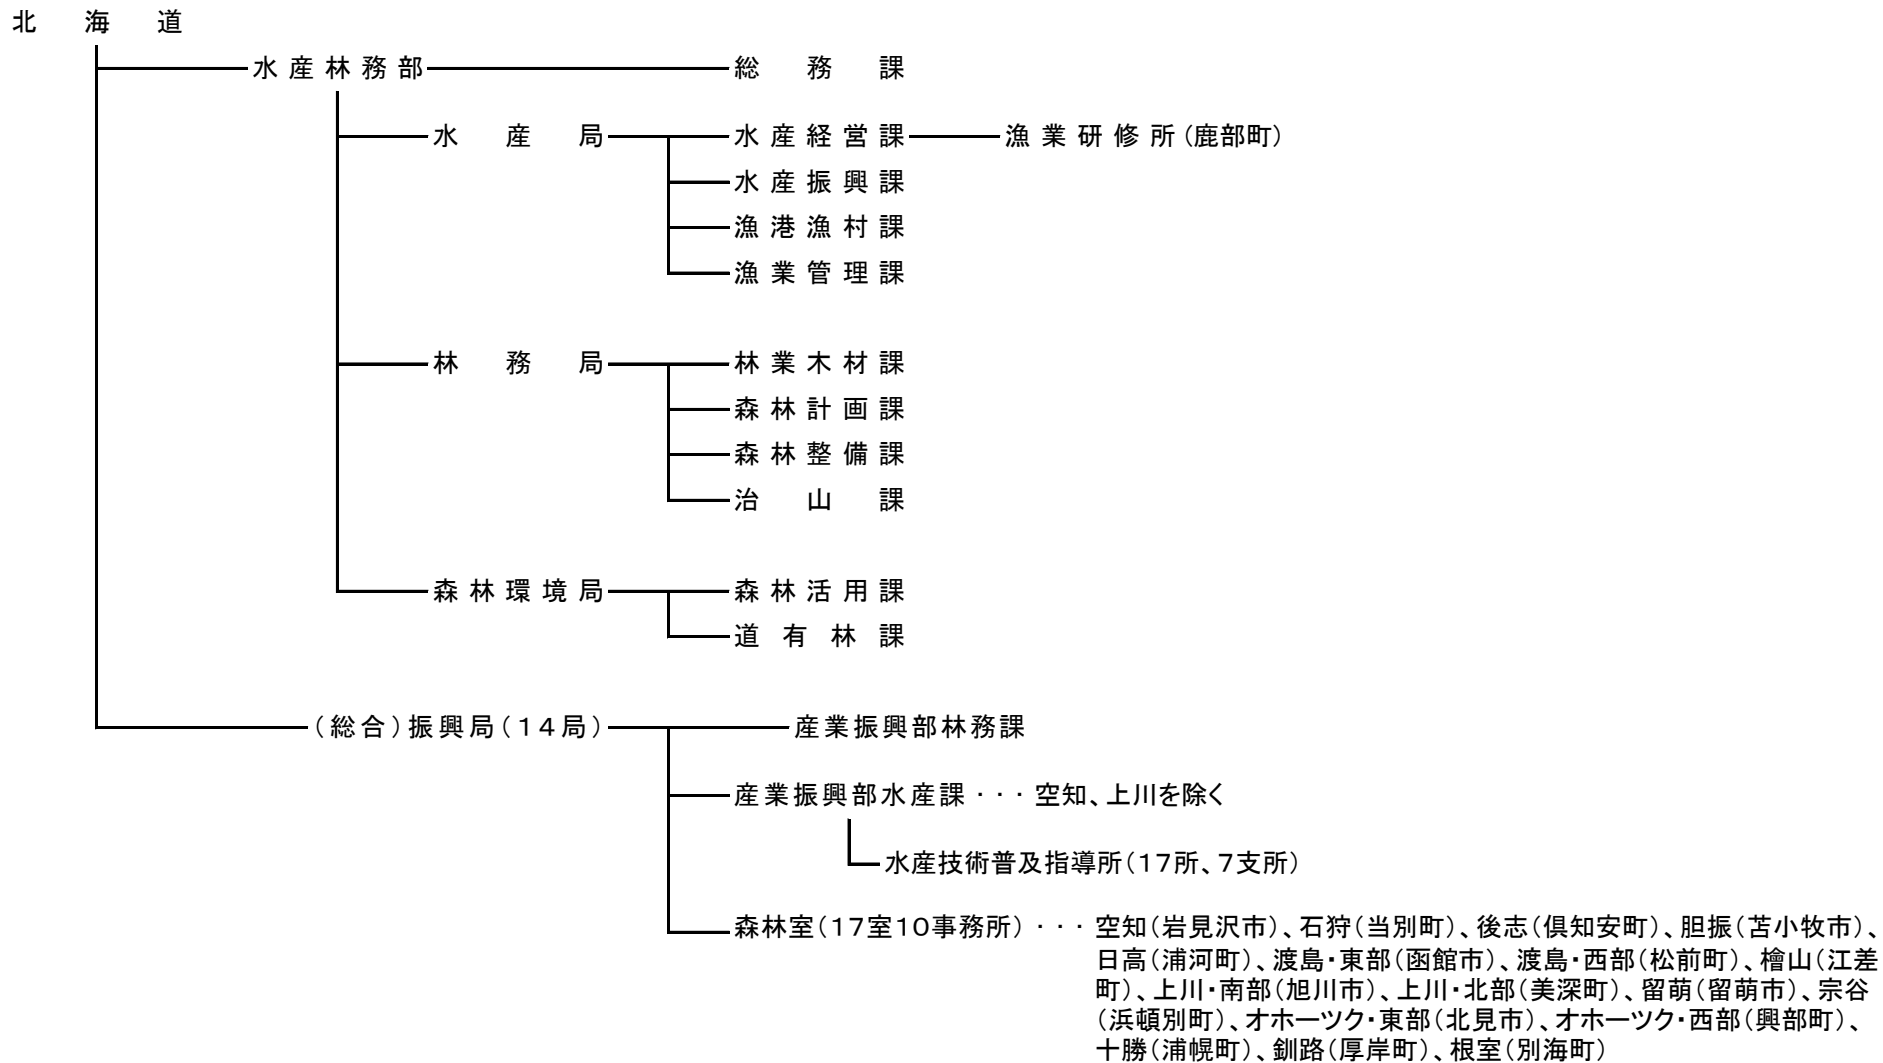 北海道
水産林務部 総務課
水産局 水産経営課 漁業研修所(鹿部町)
水産振興課
漁港漁村課
漁業管理課
林務局 林業木材課
森林計画課
森林整備課
治山課
森林環境局 森林活用課
道有林課
(総合)振興局(14局) 産業振興部林務課
産業振興部水産課・・・空知、上川を除く
水産技術普及指導所(17所、7支所)
森林室(17室10事務所)・・・空知(岩見沢市)、石狩(当別町)、後志(倶知安町)、胆振(苫小牧市)、
日高(浦河町)、渡島・東部(函館市)、渡島・西部(松前町)、檜山(江差
町)、上川・南部(旭川市)、上川・北部(美深町)、留萌(留萌市)、宗谷
(浜頓別町)、オホーツク・東部(北見市)、オホーツク・西部(興部町)、
十勝(浦幌町)、釧路(厚岸町)、根室(別海町)